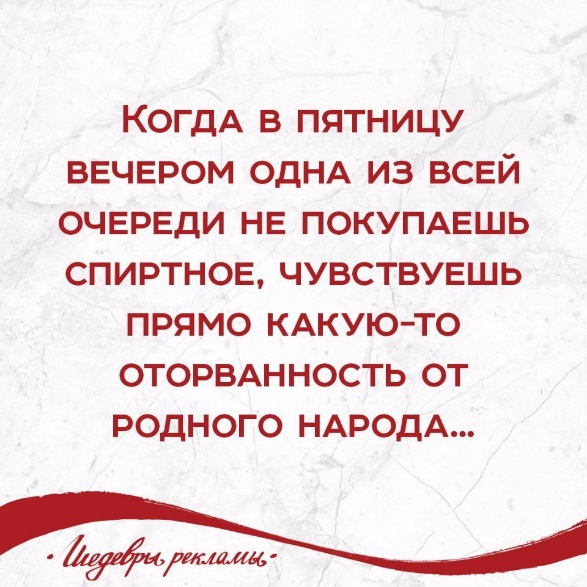 Когда в пятницу
вечером одна из всей
очереди не покупаешь
спиртное, чувствуешь
прямо какую-то
оторванность от
родного народа...
• Шедевры рекламы •